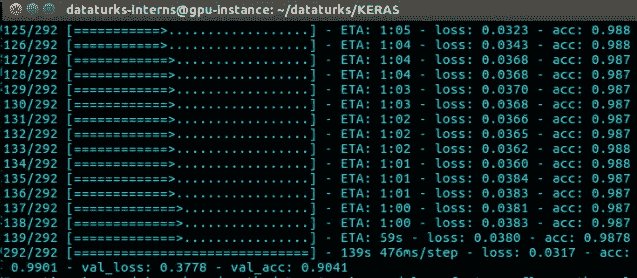 dataturks-interns@gpu-instance: ~/dataturks/KERAS
125/292 [===========>..................] - ETA: 1:05 - loss: 0.0323 - acc: 0.988
126/292 [===========>..................] - ETA: 1:04 - loss: 0.0343 - acc: 0.988
127/292 [============>.................] - ETA: 1:04 - loss: 0.0368 - acc: 0.987
128/292 [============>.................] - ETA: 1:04 - loss: 0.0368 - acc: 0.987
129/292 [============>.................] - ETA: 1:03 - loss: 0.0370 - acc: 0.987
130/292 [============>.................] - ETA: 1:03 - loss: 0.0368 - acc: 0.987
131/292 [============>.................] - ETA: 1:02 - loss: 0.0366 - acc: 0.987
132/292 [============>.................] - ETA: 1:02 - loss: 0.0365 - acc: 0.987
133/292 [============>.................] - ETA: 1:02 - loss: 0.0362 - acc: 0.988
134/292 [============>.................] - ETA: 1:01 - loss: 0.0360 - acc: 0.988
135/292 [============>.................] - ETA: 1:01 - loss: 0.0384 - acc: 0.987
136/292 [============>.................] - ETA: 1:01 - loss: 0.0383 - acc: 0.987
137/292 [=============>................] - ETA: 1:00 - loss: 0.0381 - acc: 0.987
138/292 [=============>................] - ETA: 1:00 - loss: 0.0383 - acc: 0.987
139/292 [=============>................] - ETA: 59s - loss: 0.0380 - acc: 0.9878
292/292 [==============================] - 139s 476ms/step - loss: 0.0317 - acc:
0.9901 - val_loss: 0.3778 - val_acc: 0.9041